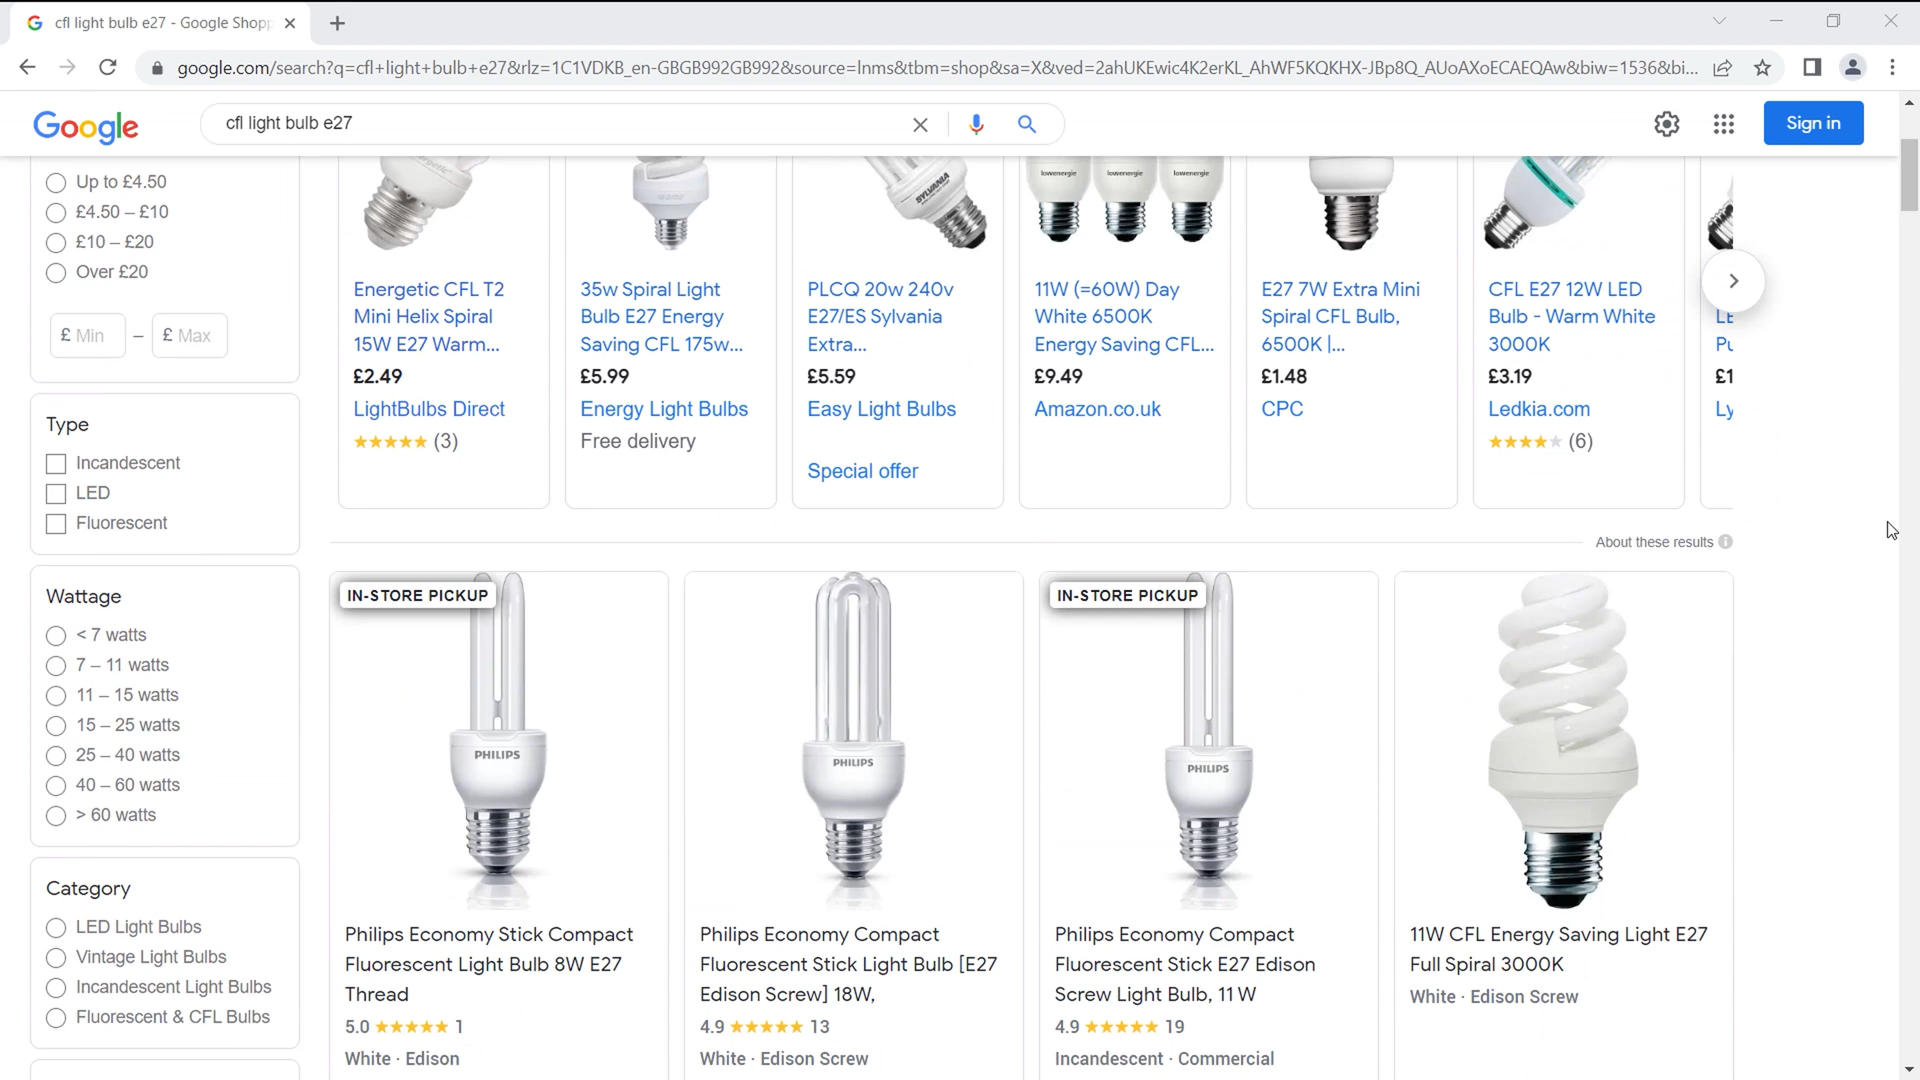 cfl light bulb e27 - Google Shopp
google.com/search?q=cfl+light+bulb+e27&rlz=1C1VDKB_en-GBGB992GB992&source=lnms&tbm=shop&sa=X&ved=2ahUKEwic4K2erKL_AhWF5KQKHX-JBp8Q_AUoAXoECAEQAw&biw=1536&bi...
Google
cfl light bulb e27
Sign in
Up to £4.50
£4.50 – £10
£10 – £20
Over £20
£ Min – £ Max
Type
Incandescent
LED
Fluorescent
Wattage
< 7 watts
7 – 11 watts
11 – 15 watts
15 – 25 watts
25 – 40 watts
40 – 60 watts
> 60 watts
Category
LED Light Bulbs
Vintage Light Bulbs
Incandescent Light Bulbs
Fluorescent & CFL Bulbs
Energetic CFL T2
Mini Helix Spiral
15W E27 Warm...
£2.49
LightBulbs Direct
(3)
35w Spiral Light
Bulb E27 Energy
Saving CFL 175w...
£5.99
Energy Light Bulbs
Free delivery
SYLVANIA
PLCQ 20w 240v
E27/ES Sylvania
Extra...
£5.59
Easy Light Bulbs
Special offer
lowenergie lowenergie lowenergie
11W (=60W) Day
White 6500K
Energy Saving CFL...
£9.49
Amazon.co.uk
E27 7W Extra Mini
Spiral CFL Bulb,
6500K |...
£1.48
CPC
CFL E27 12W LED
Bulb - Warm White
3000K
£3.19
Ledkia.com
(6)
LE
Pu
£1
Ly
About these results
IN-STORE PICKUP
PHILIPS
Philips Economy Stick Compact
Fluorescent Light Bulb 8W E27
Thread
5.0 1
White · Edison
PHILIPS
Philips Economy Compact
Fluorescent Stick Light Bulb [E27
Edison Screw] 18W,
4.9 13
White · Edison Screw
IN-STORE PICKUP
PHILIPS
Philips Economy Compact
Fluorescent Stick E27 Edison
Screw Light Bulb, 11 W
4.9 19
Incandescent · Commercial
11W CFL Energy Saving Light E27
Full Spiral 3000K
White · Edison Screw